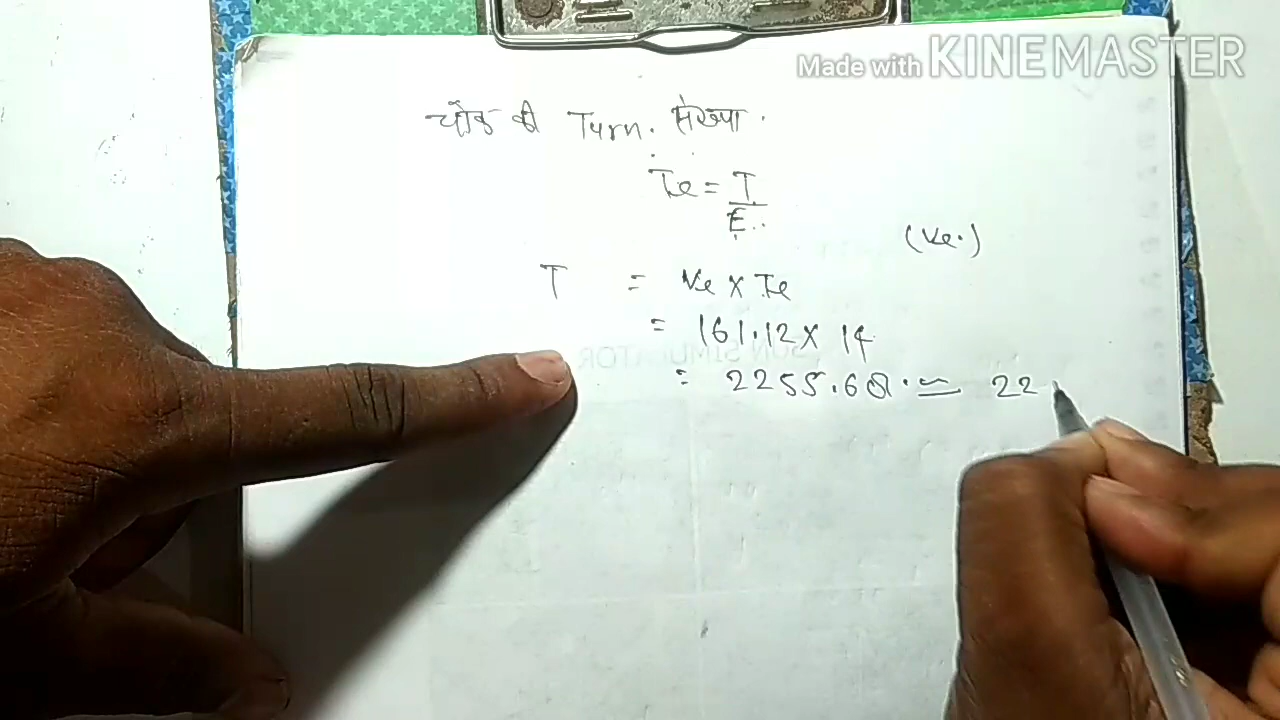 Made with KINEMASTER
चौक की Turn. संख्या.
Te = T
E..
(Ve.)
T = Ve x Te
= 161.12 x 14
= 2255.68. ≃ 22